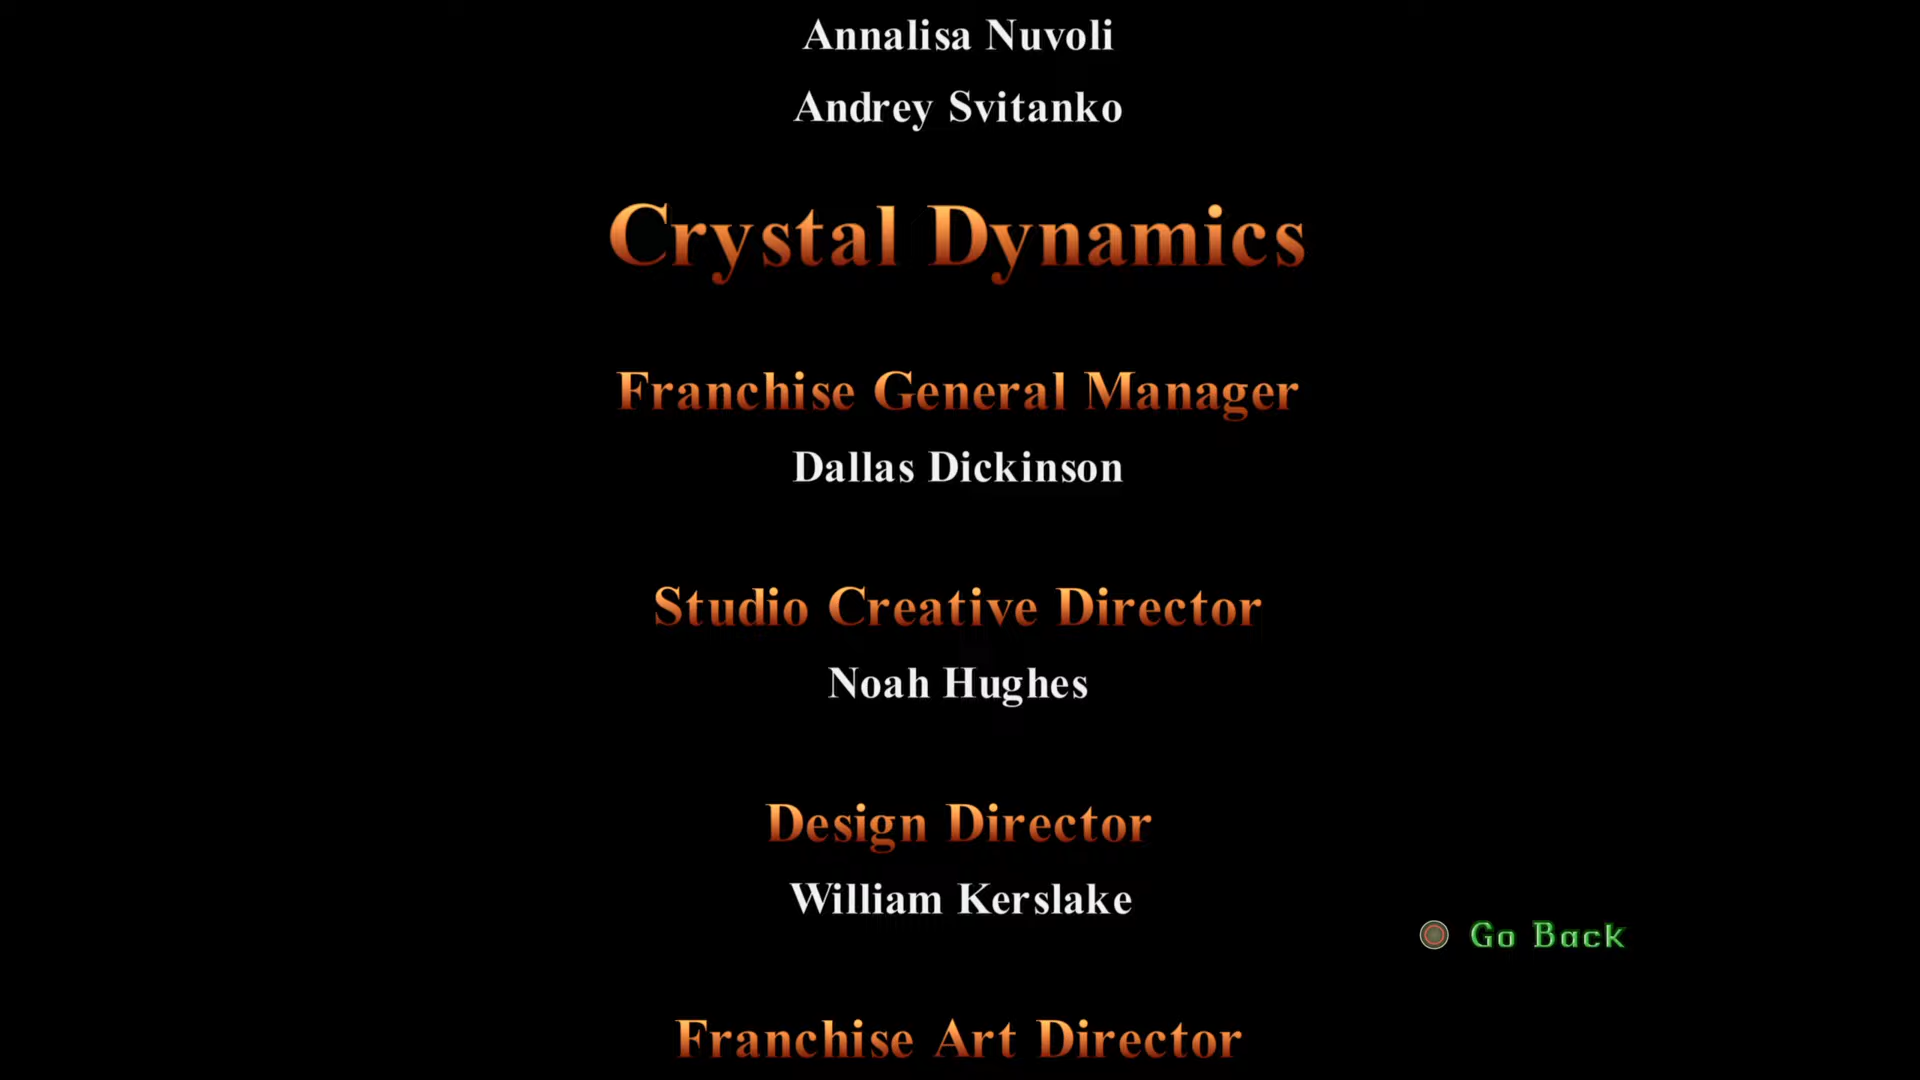 Annalisa Nuvoli
Andrey Svitanko
Crystal Dynamics
Franchise General Manager
Dallas Dickinson
Studio Creative Director
Noah Hughes
Design Director
William Kerslake
Go Back
Franchise Art Director